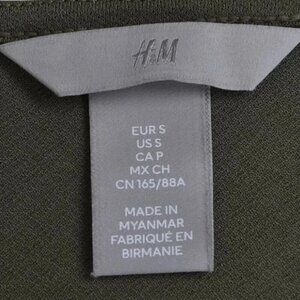 H&M
EUR S
US S
CA P
MX CH
CN 165/88A
MADE IN
MYANMAR
FABRIQUÉ EN
BIRMANIE